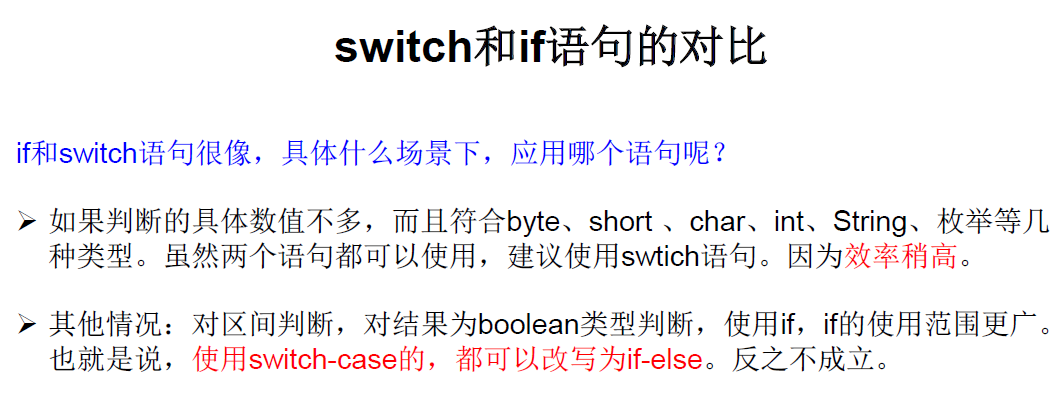 switch和if语句的对比
if和switch语句很像，具体什么场景下，应用哪个语句呢？
➢ 如果判断的具体数值不多，而且符合byte、short 、char、int、String、枚举等几
种类型。虽然两个语句都可以使用，建议使用swtich语句。因为效率稍高。
➢ 其他情况：对区间判断，对结果为boolean类型判断，使用if，if的使用范围更广。
也就是说，使用switch-case的，都可以改写为if-else。反之不成立。